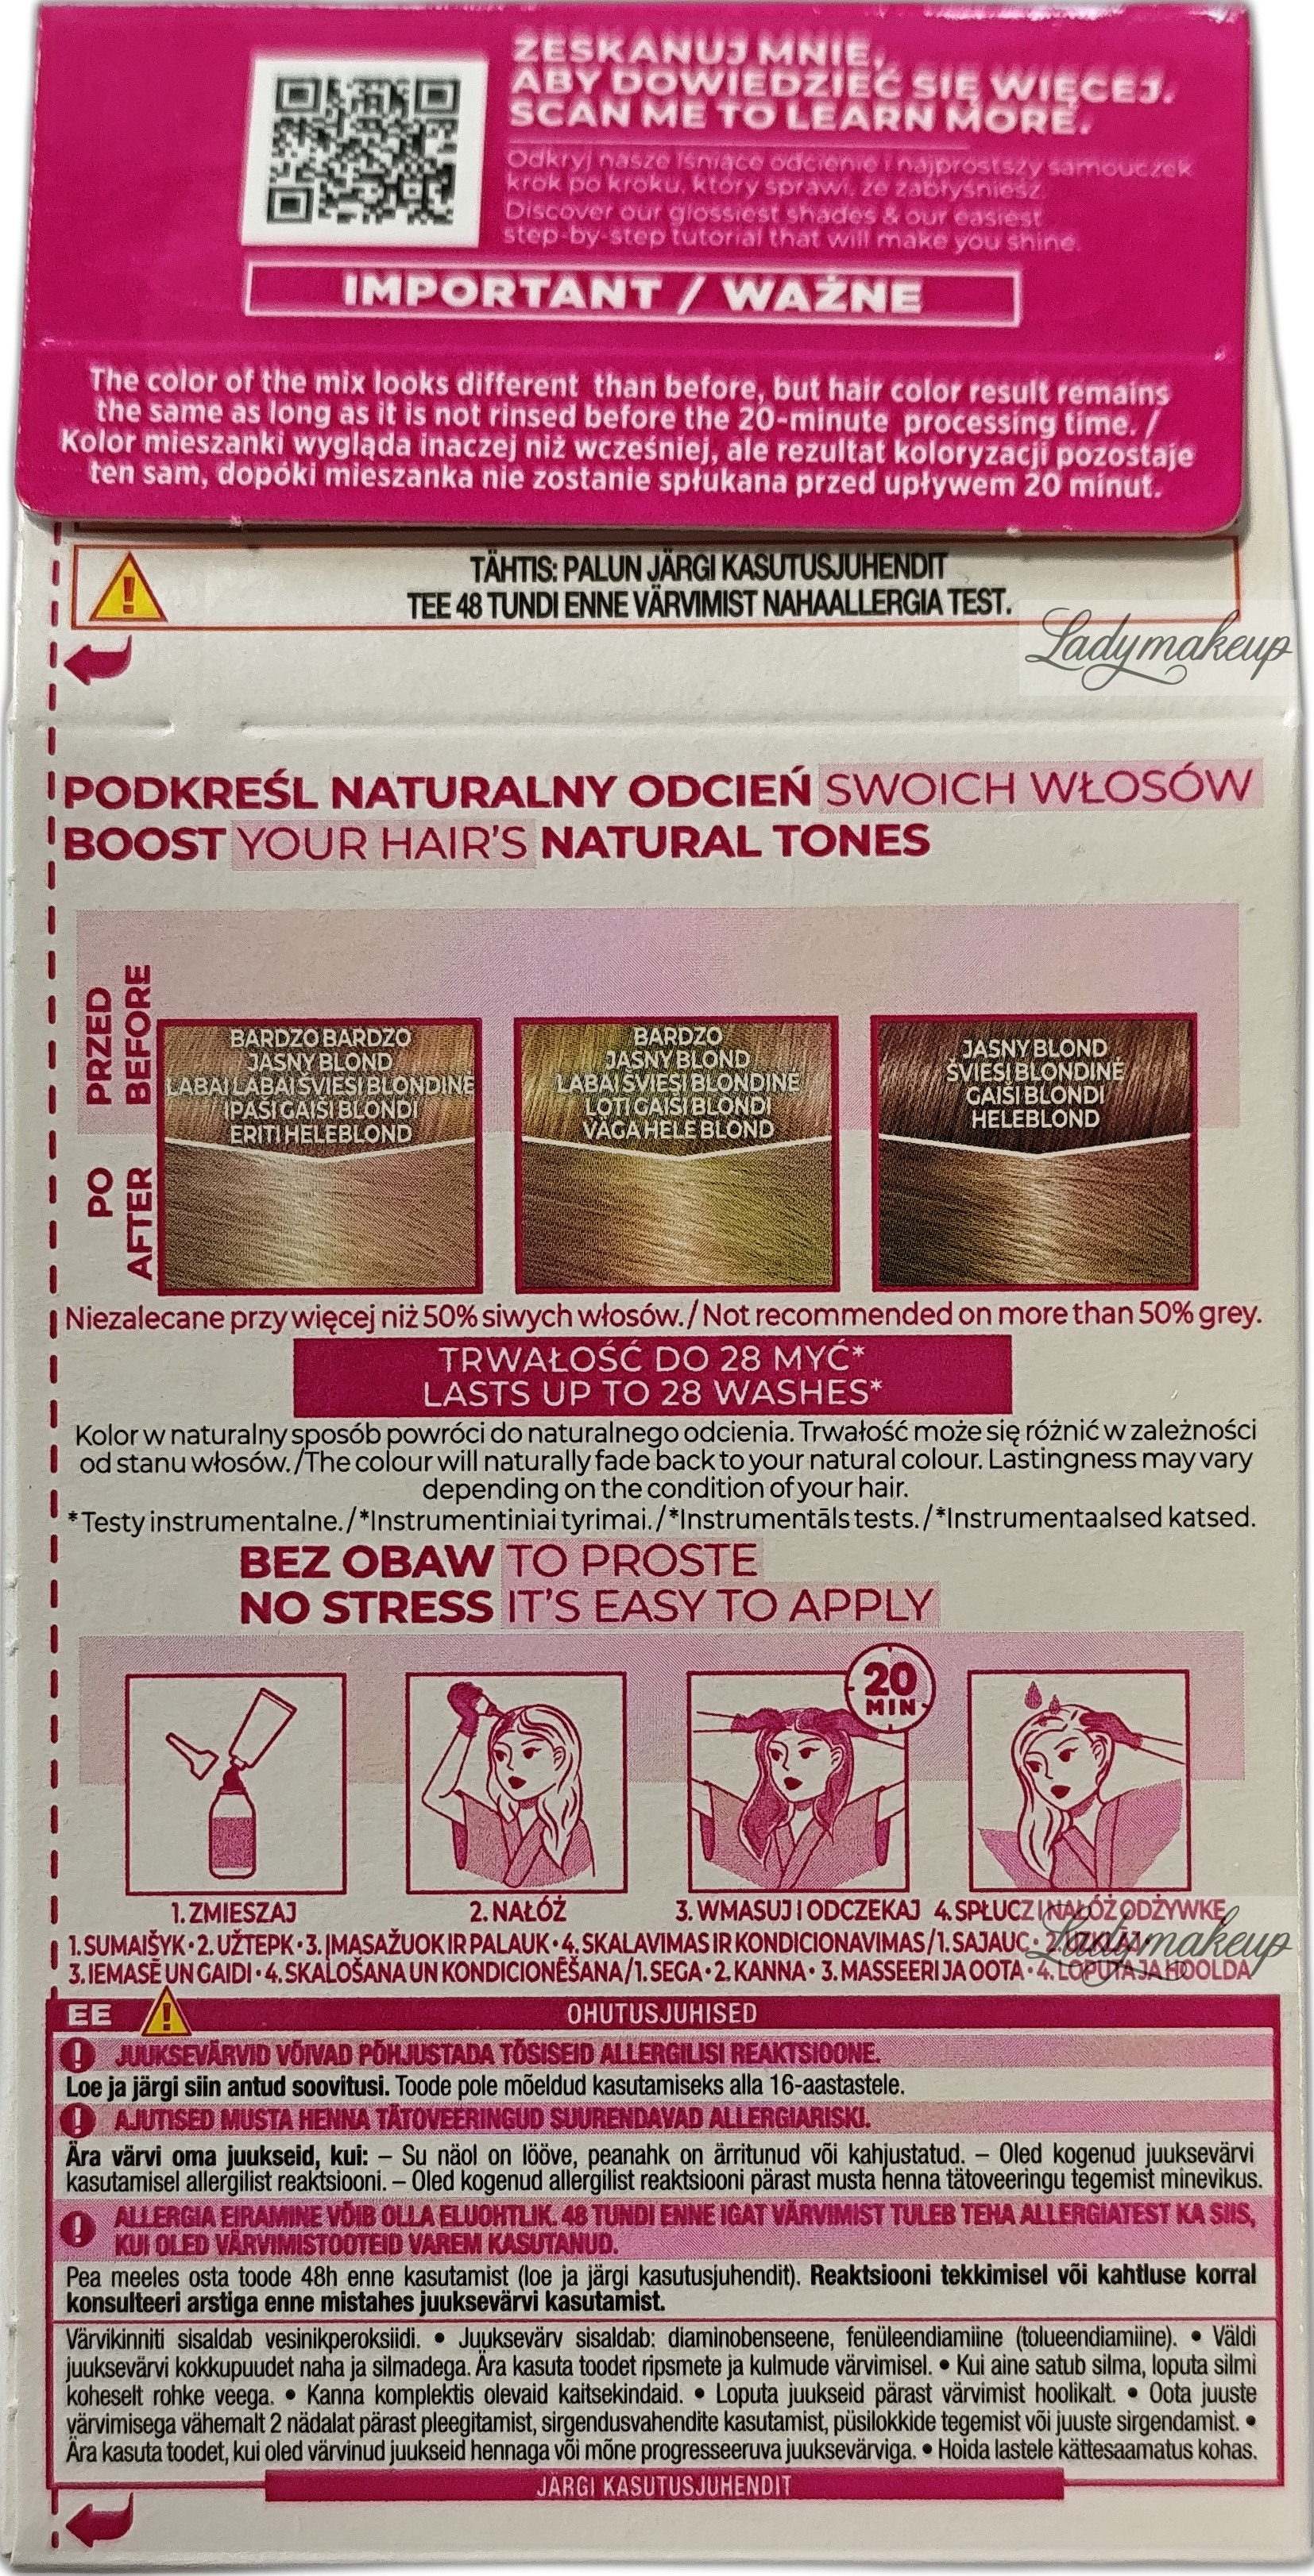 ZESKANUJ MNIE,
ABY DOWIEDZIEĆ SIĘ WIĘCEJ.
SCAN ME TO LEARN MORE.
Odkryj nasze lśniące odcienie i najprostszy samouczek
krok po kroku, który sprawi, że zabłyśniesz.
Discover our glossiest shades & our easiest
step-by-step tutorial that will make you shine.
IMPORTANT / WAŻNE
The color of the mix looks different than before, but hair color result remains
the same as long as it is not rinsed before the 20-minute processing time. /
Kolor mieszanki wygląda inaczej niż wcześniej, ale rezultat koloryzacji pozostaje
ten sam, dopóki mieszanka nie zostanie spłukana przed upływem 20 minut.
TÄHTIS: PALUN JÄRGI KASUTUSJUHENDIT
TEE 48 TUNDI ENNE VÄRVIMIST NAHAALLERGIA TEST.
Ladymakeup
PODKREŚL NATURALNY ODCIEŃ SWOICH WŁOSÓW
BOOST YOUR HAIR'S NATURAL TONES
PRZED
BEFORE
BARDZO BARDZO
JASNY BLOND
LABAI LABAI ŠVIESI BLONDINĖ
ĪPAŠI GAIŠI BLONDI
ERITI HELEBLOND
BARDZO
JASNY BLOND
LABAI ŠVIESI BLONDINĖ
ĻOTI GAIŠI BLONDI
VÄGA HELE BLOND
JASNY BLOND
ŠVIESI BLONDINĖ
GAIŠI BLONDI
HELEBLOND
PO
AFTER
Niezalecane przy więcej niż 50% siwych włosów./Not recommended on more than 50% grey.
TRWAŁOŚĆ DO 28 MYĆ*
LASTS UP TO 28 WASHES*
Kolor w naturalny sposób powróci do naturalnego odcienia. Trwałość może się różnić w zależności
od stanu włosów./The colour will naturally fade back to your natural colour. Lastingness may vary
depending on the condition of your hair.
*Testy instrumentalne./*Instrumentiniai tyrimai./*Instrumentāls tests./*Instrumentaalsed katsed.
BEZ OBAW TO PROSTE
NO STRESS IT'S EASY TO APPLY
20
MIN
1. ZMIESZAJ
2. NAŁÓŻ
3. WMASUJ I ODCZEKAJ
4. SPŁUCZ I NAŁÓŻ ODŻYWKĘ
1. SUMAIŠYK • 2. UŽTEPK • 3. ĮMASAŽUOK IR PALAUK • 4. SKALAVIMAS IR KONDICIONAVIMAS/1. SAJAUC • 2. UZKLĀJ •
Ladymakeup
3. IEMASĒ UN GAIDI • 4. SKALOŠANA UN KONDICIONĒŠANA/1. SEGA • 2. KANNA • 3. MASSEERI JA OOTA • 4. LOPUTA JA HOOLDA
EE
OHUTUSJUHISED
JUUKSEVÄRVID VÕIVAD PÕHJUSTADA TÕSISEID ALLERGILISI REAKTSIOONE.
Loe ja järgi siin antud soovitusi. Toode pole mõeldud kasutamiseks alla 16-aastastele.
AJUTISED MUSTA HENNA TÄTOVEERINGUD SUURENDAVAD ALLERGIARISKI.
Ära värvi oma juukseid, kui: – Su näol on lööve, peanahk on ärritunud või kahjustatud. – Oled kogenud juuksevärvi
kasutamisel allergilist reaktsiooni. – Oled kogenud allergilist reaktsiooni pärast musta henna tätoveeringu tegemist minevikus.
ALLERGIA EIRAMINE VÕIB OLLA ELUOHTLIK. 48 TUNDI ENNE IGAT VÄRVIMIST TULEB TEHA ALLERGIATEST KA SIIS,
KUI OLED VÄRVIMISTOOTEID VAREM KASUTANUD.
Pea meeles osta toode 48h enne kasutamist (loe ja järgi kasutusjuhendit). Reaktsiooni tekkimisel või kahtluse korral
konsulteeri arstiga enne mistahes juuksevärvi kasutamist.
Värvikinniti sisaldab vesinikperoksiidi. • Juuksevärv sisaldab: diaminobenseene, fenüleendiamiine (tolueendiamiine). • Väldi
juuksevärvi kokkupuudet naha ja silmadega. Ära kasuta toodet ripsmete ja kulmude värvimisel. • Kui aine satub silma, loputa silmi
koheselt rohke veega. • Kanna komplektis olevaid kaitsekindaid. • Loputa juukseid pärast värvimist hoolikalt. • Oota juuste
värvimisega vähemalt 2 nädalat pärast pleegitamist, sirgendusvahendite kasutamist, püsilokkide tegemist või juuste sirgendamist. •
Ära kasuta toodet, kui oled värvinud juukseid hennaga või mõne progresseeruva juuksevärviga. • Hoida lastele kättesaamatus kohas.
JÄRGI KASUTUSJUHENDIT